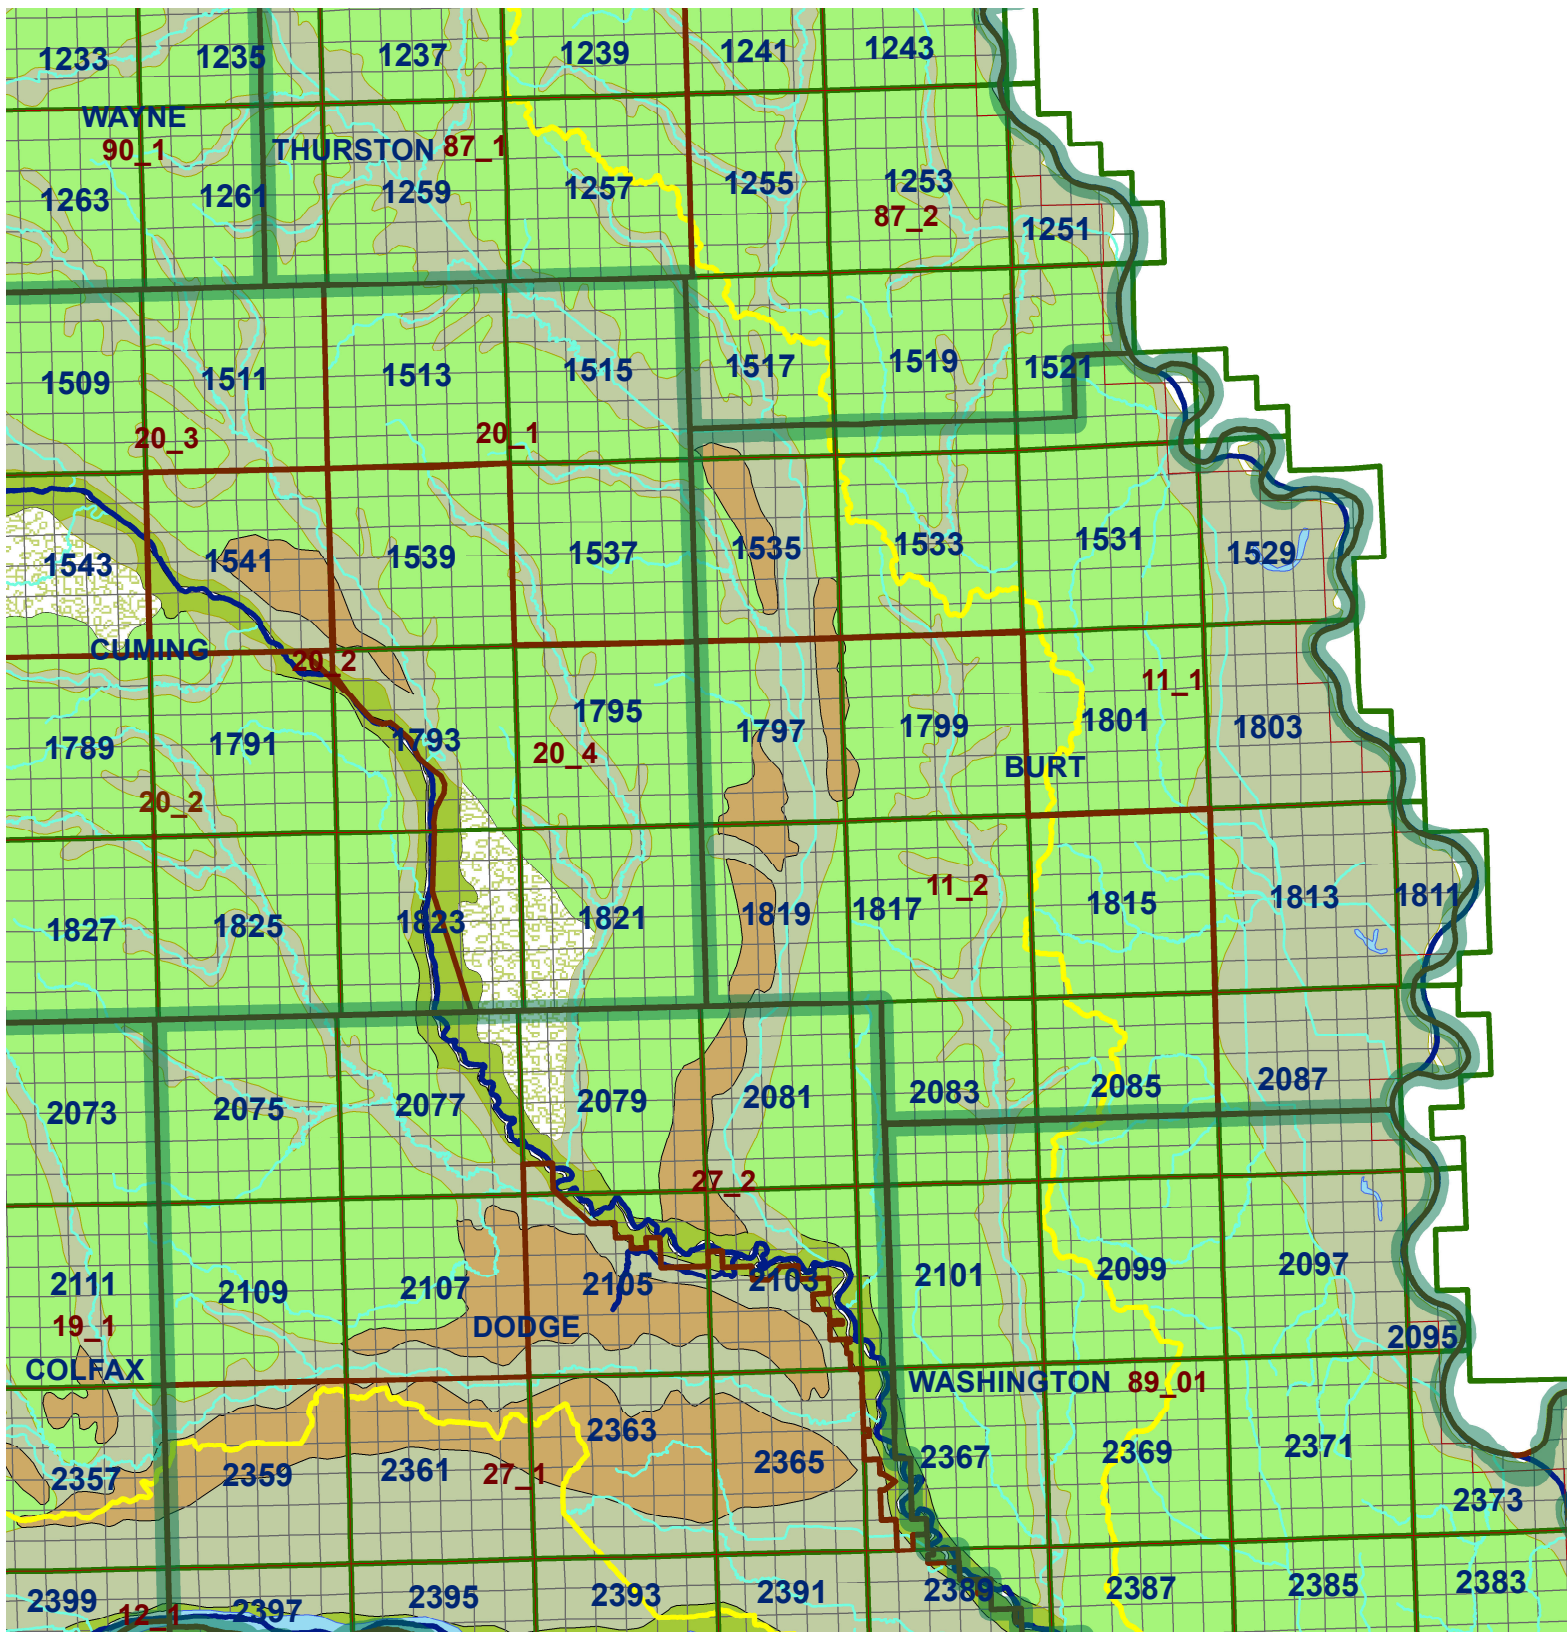 1233 1235 1237 1239 1241 1243
WAYNE
90_1 THURSTON 87_1
1263 1261 1259 1257 1255 1253
87_2
1251
1509 1511 1513 1515 1517 1519 1521
20_3 20_1
1543 1541 1539 1537 1535 1533 1531 1529
CUMING 20_2
11_1
1789 1791 1793 1795 1797 1799 1801 1803
20_4 BURT
20_2
11_2
1827 1825 1823 1821 1819 1817 1815 1813 1811
2073 2075 2077 2079 2081 2083 2085 2087
27_2
2111 2109 2107 2105 2103 2101 2099 2097
19_1 DODGE 2095
COLFAX WASHINGTON 89_01
2357 2359 2361 2363 2365 2367 2369 2371
27_1 2373
2399 2397 2395 2393 2391 2389 2387 2385 2383
12_1